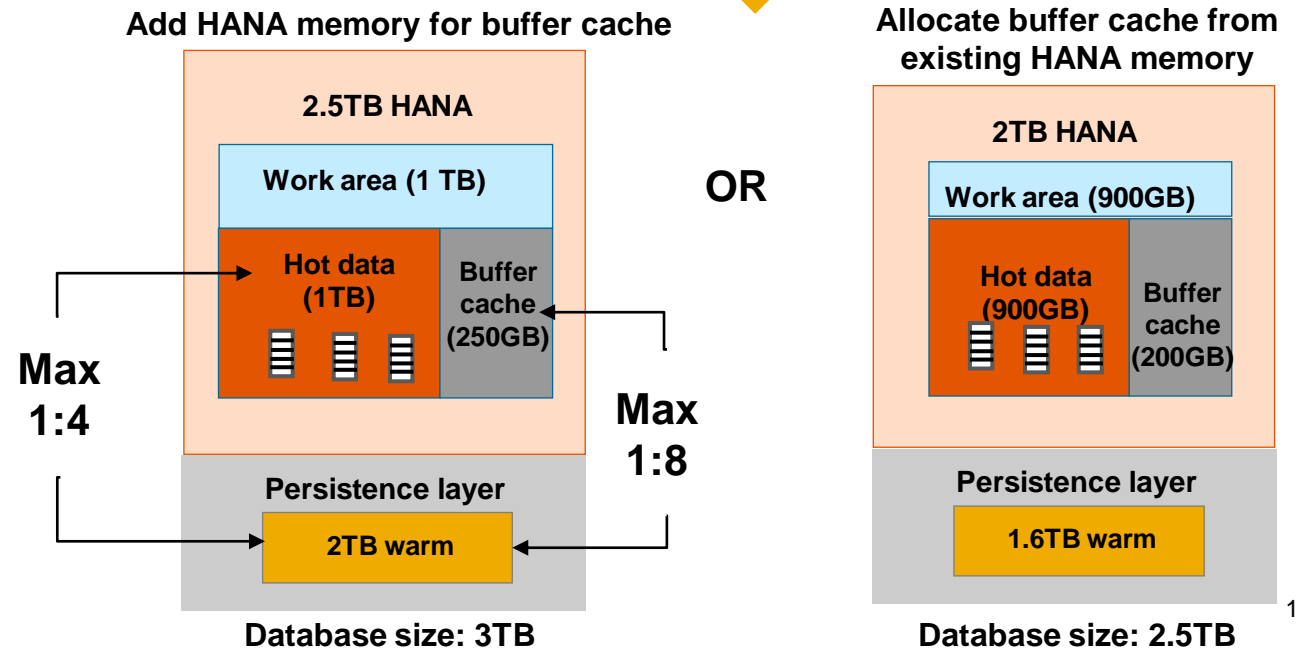 Add HANA memory for buffer cache
2.5TB HANA
Work area (1 TB)
Hot data
(1TB)
Buffer
cache
(250GB)
Max
1:4
Max
1:8
Persistence layer
2TB warm
Database size: 3TB
OR
Allocate buffer cache from
existing HANA memory
2TB HANA
Work area (900GB)
Hot data
(900GB)
Buffer
cache
(200GB)
Persistence layer
1.6TB warm
Database size: 2.5TB
1